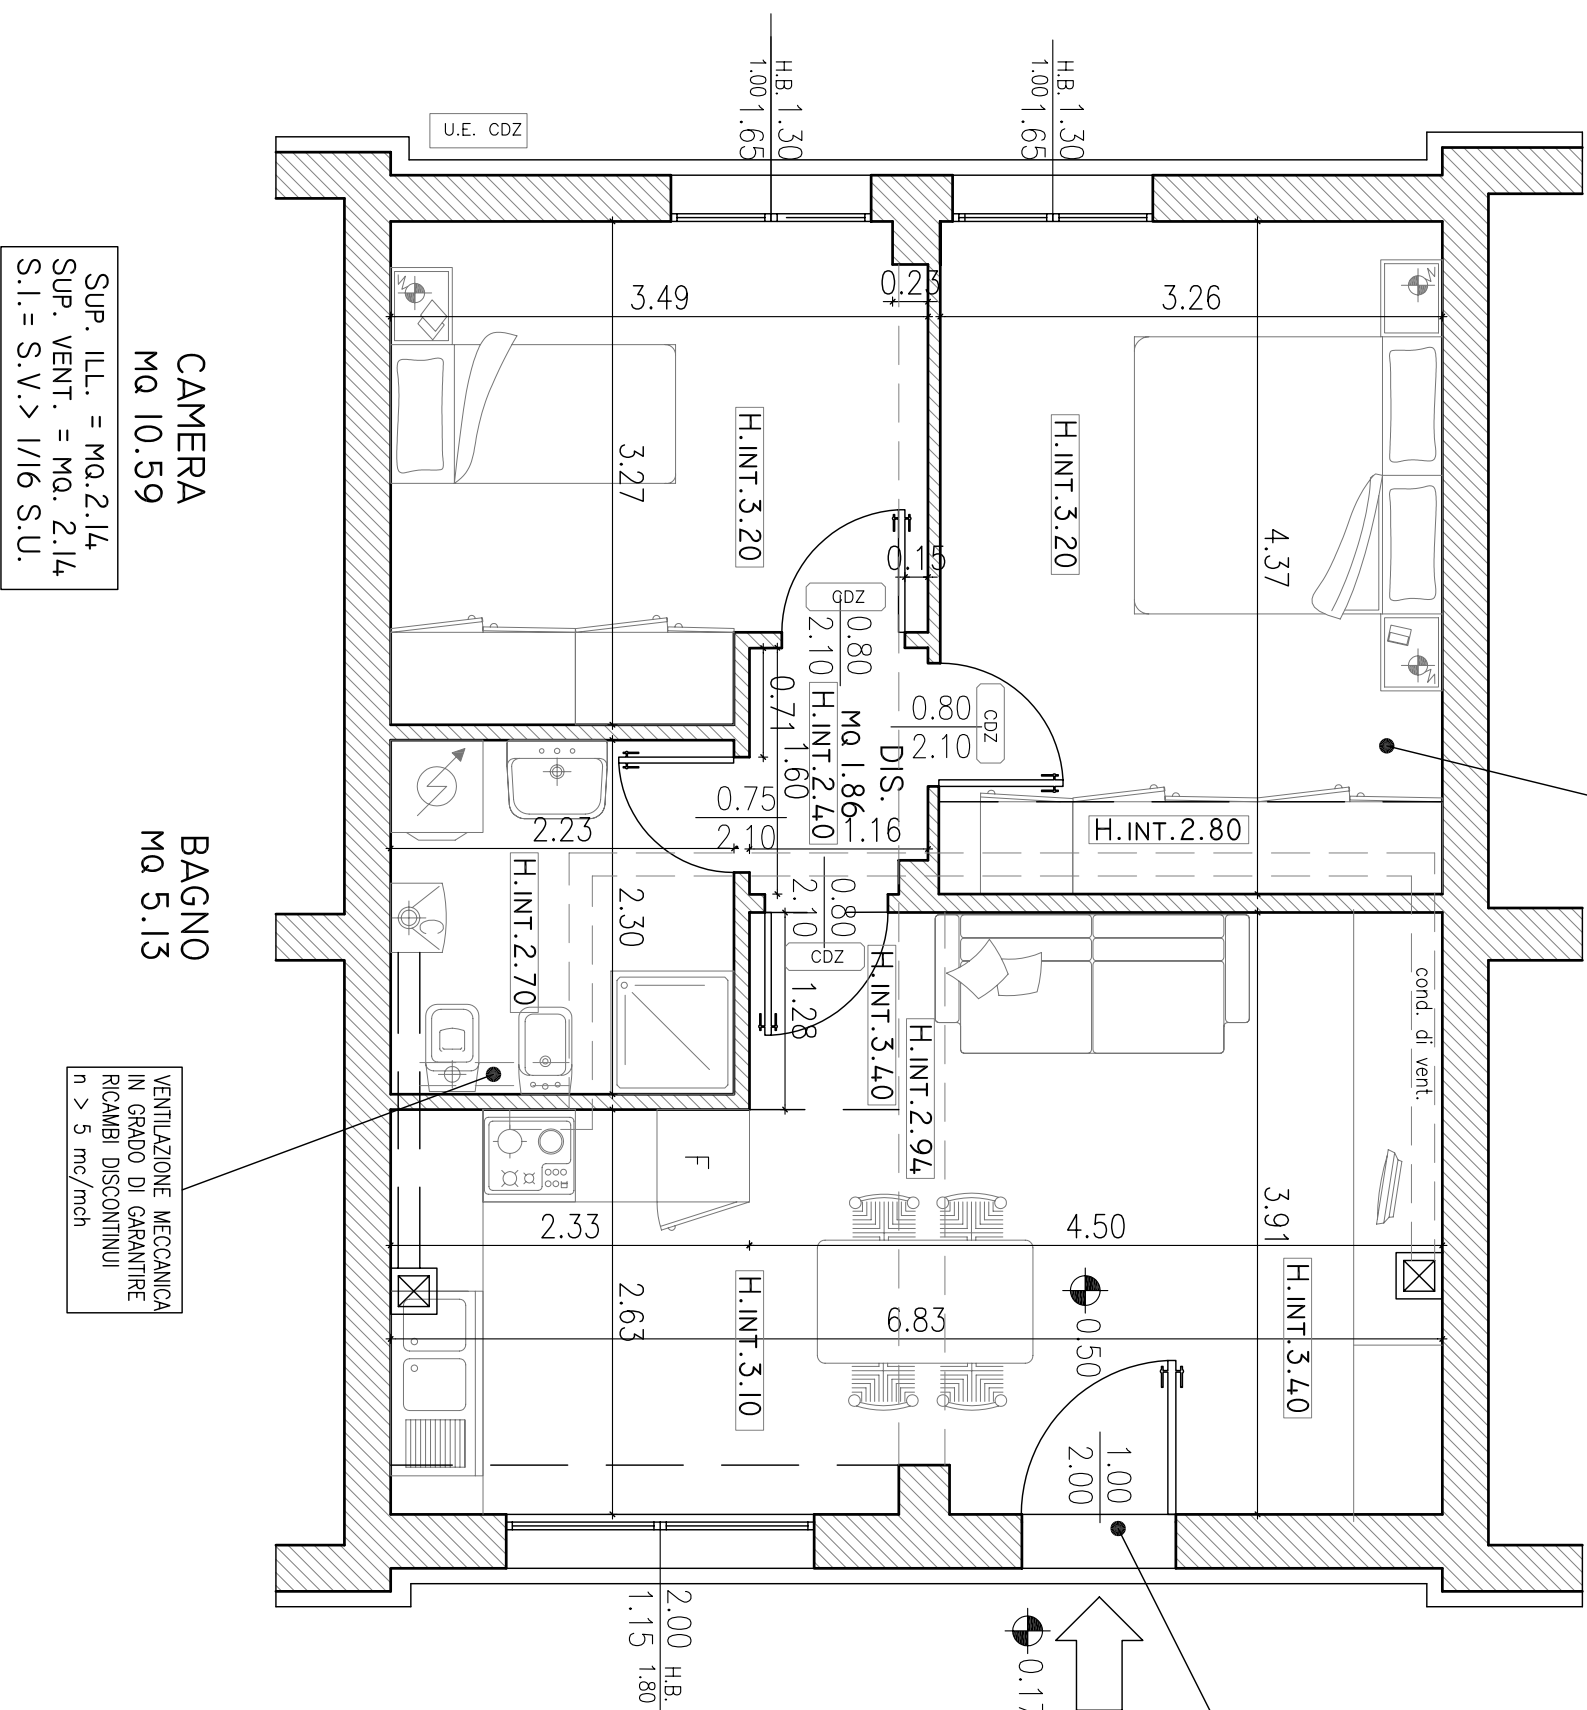 H.B. 1.30
1.00 1.65
H.B. 1.30
1.00 1.65
U.E. CDZ
3.49
0.23
3.26
CAMERA
MQ 10.59
SUP. ILL. = MQ.2.14
SUP. VENT. = MQ. 2.14
S.I.= S.V.> 1/16 S.U.
3.27
H.INT.3.20
H.INT.3.20
4.37
0.15
CDZ
0.80
2.10
0.80
2.10
CDZ
DIS.
MQ 1.86
H.INT.2.40
0.71
1.60
0.75
2.10
1.16
H.INT.2.80
2.23
BAGNO
MQ 5.13
H.INT.2.70
2.30
C
0.80
2.10
CDZ
1.28
H.INT.3.40
H.INT.2.94
cond. di vent.
VENTILAZIONE MECCANICA
IN GRADO DI GARANTIRE
RICAMBI DISCONTINUI
n > 5 mc/mch
F
2.33
4.50
3.91
2.63
H.INT.3.10
6.83
-0.50
H.INT.3.40
1.00
2.00
2.00 H.B.
1.15 1.80